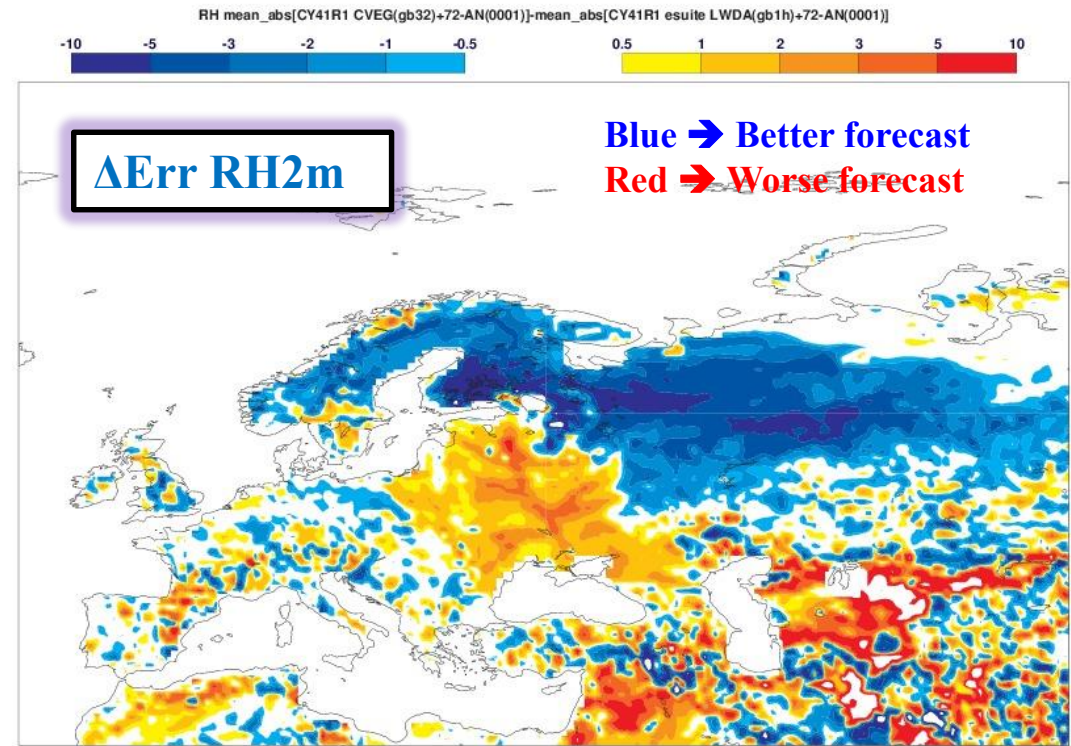 RH mean_abs[CY41R1 CVEG(gb32)+72-AN(0001)]-mean_abs[CY41R1 esuite LWDA(gb1h)+72-AN(0001)]
-10 -5 -3 -2 -1 -0.5 0.5 1 2 3 5 10
ΔErr RH2m
Blue ➔ Better forecast
Red ➔ Worse forecast